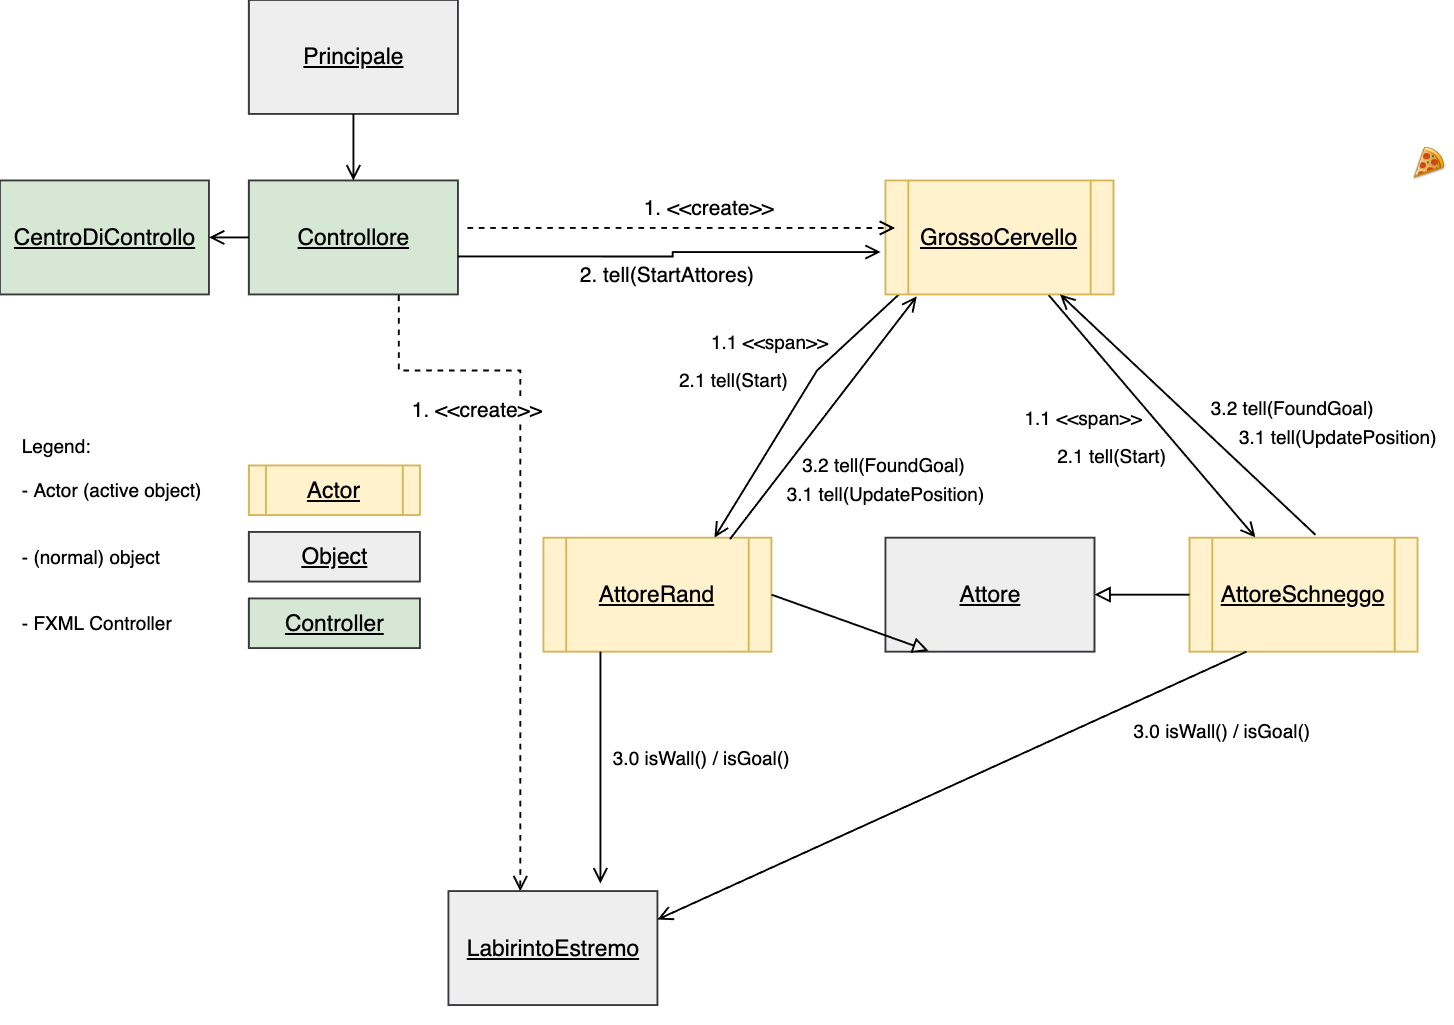 Principale
CentroDiControllo
Controllore
1. <<create>>
2. tell(StartAttores)
GrossoCervello
1.1 <<span>>
2.1 tell(Start)
3.2 tell(FoundGoal)
3.1 tell(UpdatePosition)
1.1 <<span>>
2.1 tell(Start)
3.2 tell(FoundGoal)
3.1 tell(UpdatePosition)
1. <<create>>
Legend:
- Actor (active object)
Actor
- (normal) object
Object
- FXML Controller
Controller
AttoreRand
Attore
AttoreSchneggo
3.0 isWall() / isGoal()
3.0 isWall() / isGoal()
LabirintoEstremo